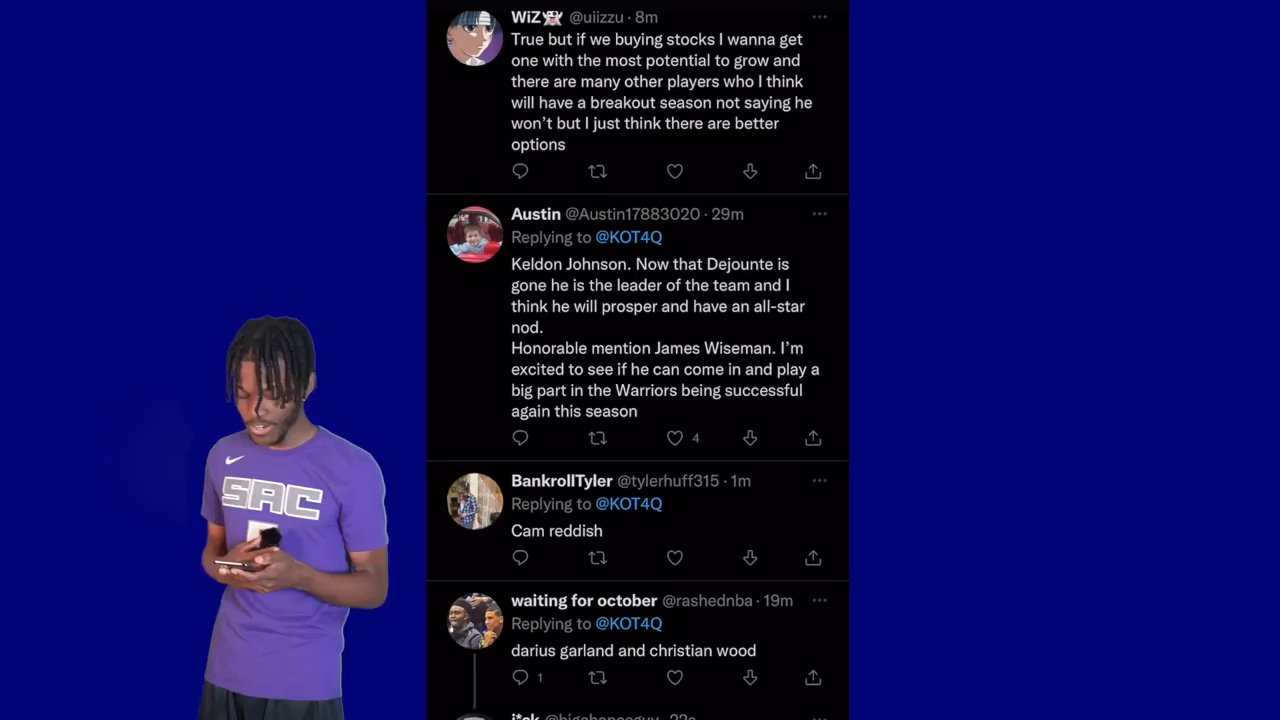 WiZ👻 @uiizzu · 8m
True but if we buying stocks I wanna get
one with the most potential to grow and
there are many other players who I think
will have a breakout season not saying he
won't but I just think there are better
options
Austin @Austin17883020 · 29m
Replying to @KOT4Q
Keldon Johnson. Now that Dejounte is
gone he is the leader of the team and I
think he will prosper and have an all-star
nod.
Honorable mention James Wiseman. I'm
excited to see if he can come in and play a
big part in the Warriors being successful
again this season
4
BankrollTyler @tylerhuff315 · 1m
Replying to @KOT4Q
Cam reddish
waiting for october @rashednba · 19m
Replying to @KOT4Q
darius garland and christian wood
1
SAC